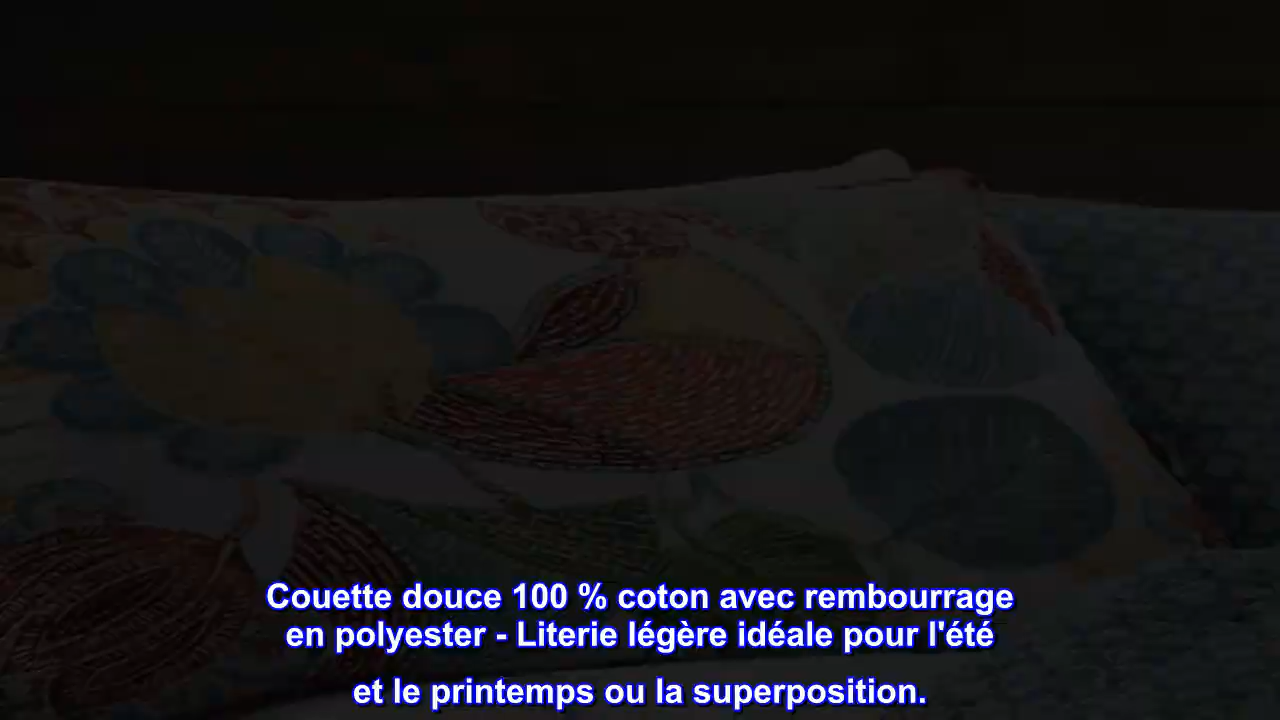 Couette douce 100 % coton avec rembourrage
en polyester - Literie légère idéale pour l'été
et le printemps ou la superposition.